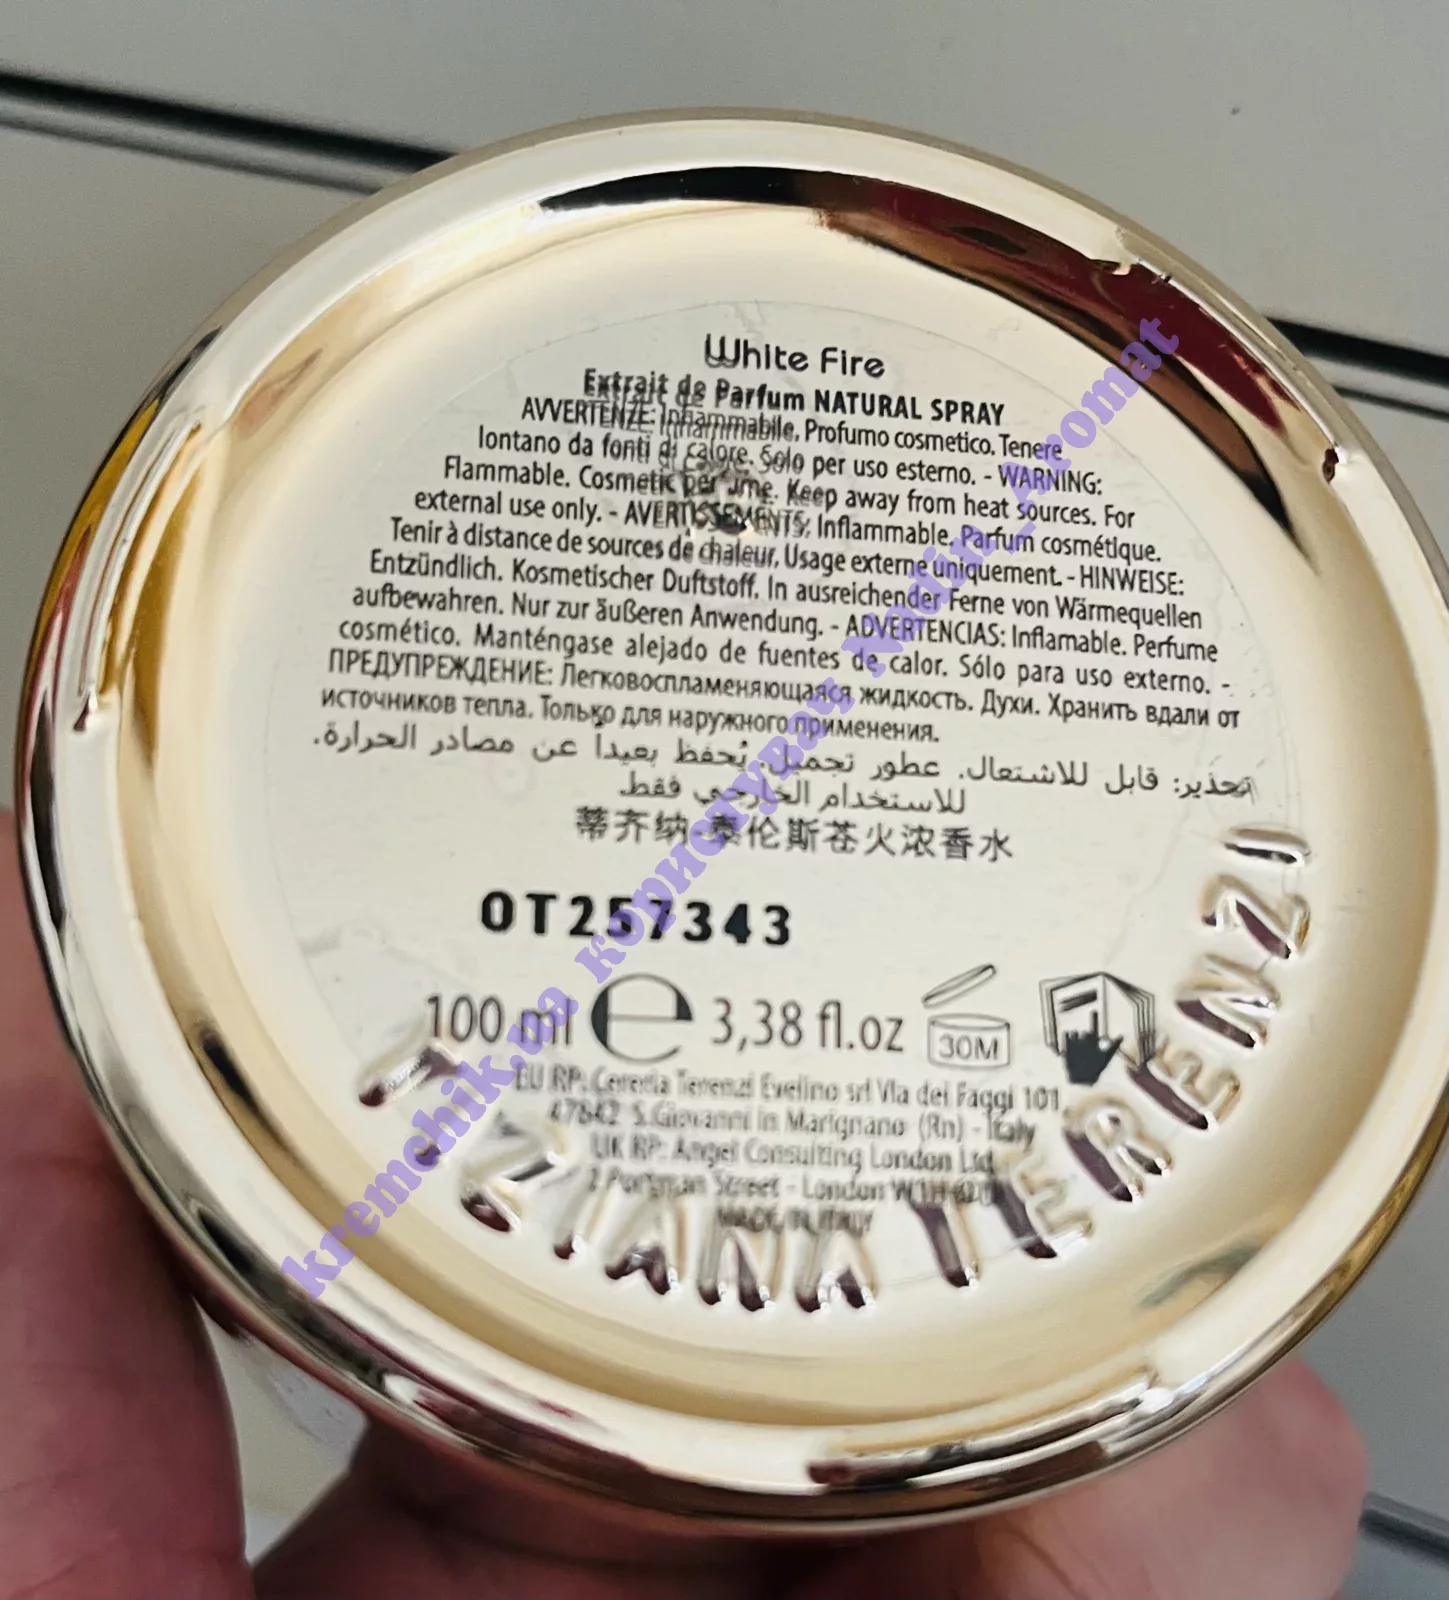 White Fire
Extrait de Parfum NATURAL SPRAY
AVVERTENZE: Infiammabile. Profumo cosmetico. Tenere
lontano da fonti di calore. Solo per uso esterno. - WARNING:
Flammable. Cosmetic perfume. Keep away from heat sources. For
external use only. - AVERTISSEMENTS: Inflammable. Parfum cosmétique.
Tenir à distance de sources de chaleur. Usage externe uniquement. - HINWEISE:
Entzündlich. Kosmetischer Duftstoff. In ausreichender Ferne von Wärmequellen
aufbewahren. Nur zur äußeren Anwendung. - ADVERTENCIAS: Inflamable. Perfume
cosmético. Manténgase alejado de fuentes de calor. Sólo para uso externo. -
ПРЕДУПРЕЖДЕНИЕ: Легковоспламеняющаяся жидкость. Духи. Хранить вдали от
источников тепла. Только для наружного применения.
تحذير: قابل للاشتعال. عطور تجميل. يُحفظ بعيداً عن مصادر الحرارة.
للاستخدام الخارجي فقط.
蒂齐纳·泰伦斯苍火浓香水
OT257343
100 ml e 3,38 fl.oz 30M
EU RP: Cereria Terenzi Evelino srl Via dei Faggi 101
47842 S.Giovanni in Marignano (Rn) - Italy
UK RP: Angel Consulting London Ltd
2 Portman Street - London W1H
MADE IN ITALY
TIZIANA TERENZI
kremchik.ua користувач Nadin_Aromat